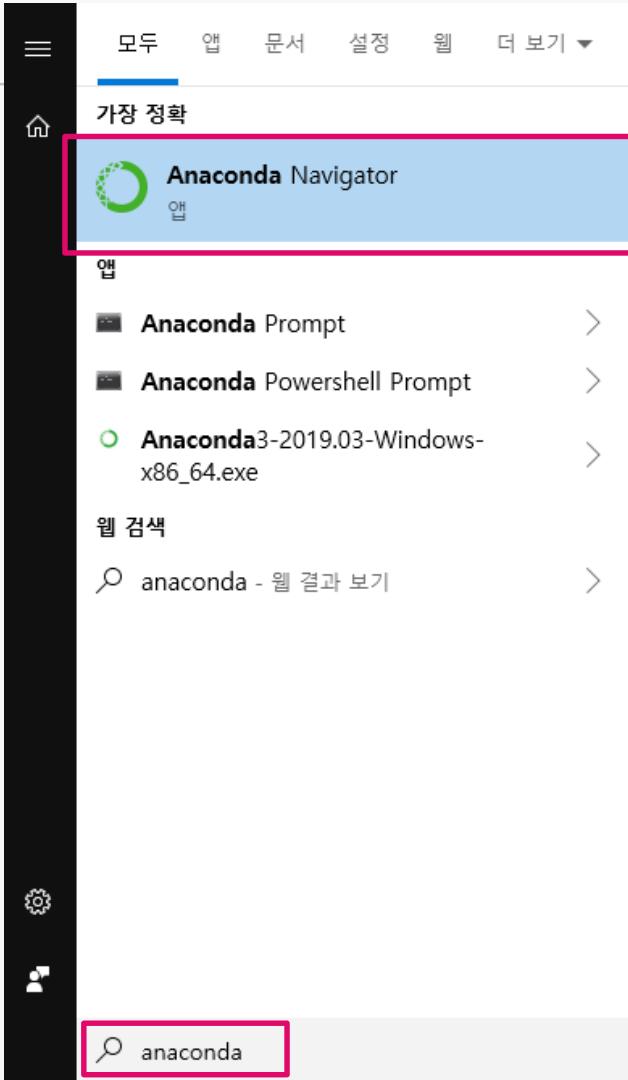 모두 앱 문서 설정 웹 더 보기
가장 정확
Anaconda Navigator
앱
앱
Anaconda Prompt
Anaconda Powershell Prompt
Anaconda3-2019.03-Windows-
x86_64.exe
웹 검색
anaconda - 웹 결과 보기
anaconda